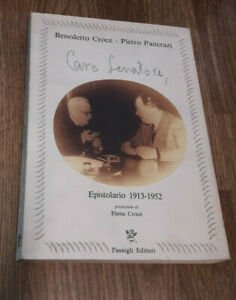 Benedetto Croce - Pietro Pancrazi
Caro Senatore,
Epistolario 1913-1952
prefazione di
Elena Croce
Passigli Editori